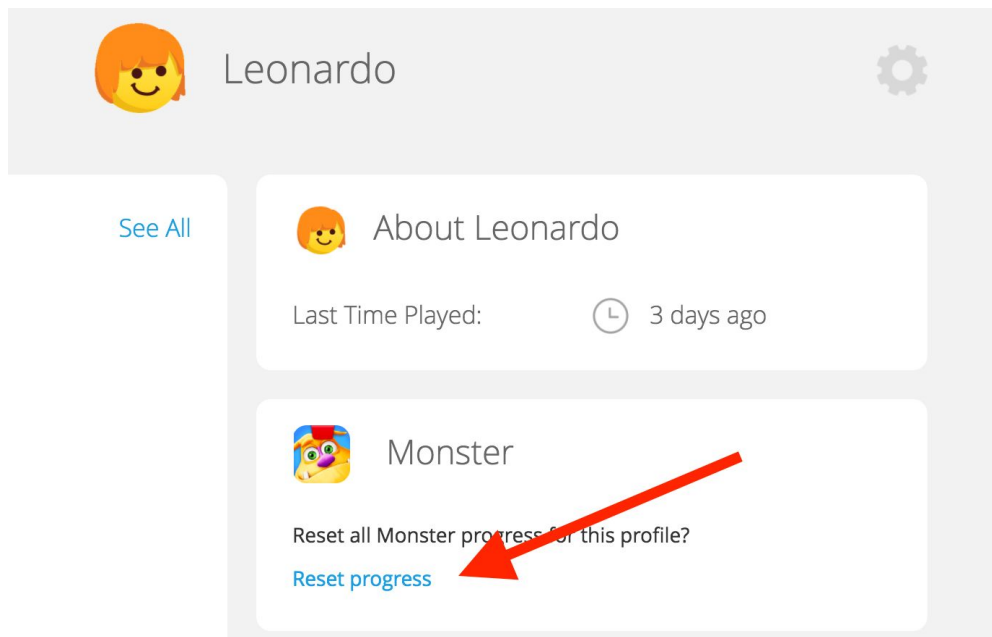 Leonardo
See All
About Leonardo
Last Time Played: 3 days ago
Monster
Reset all Monster progress for this profile?
Reset progress